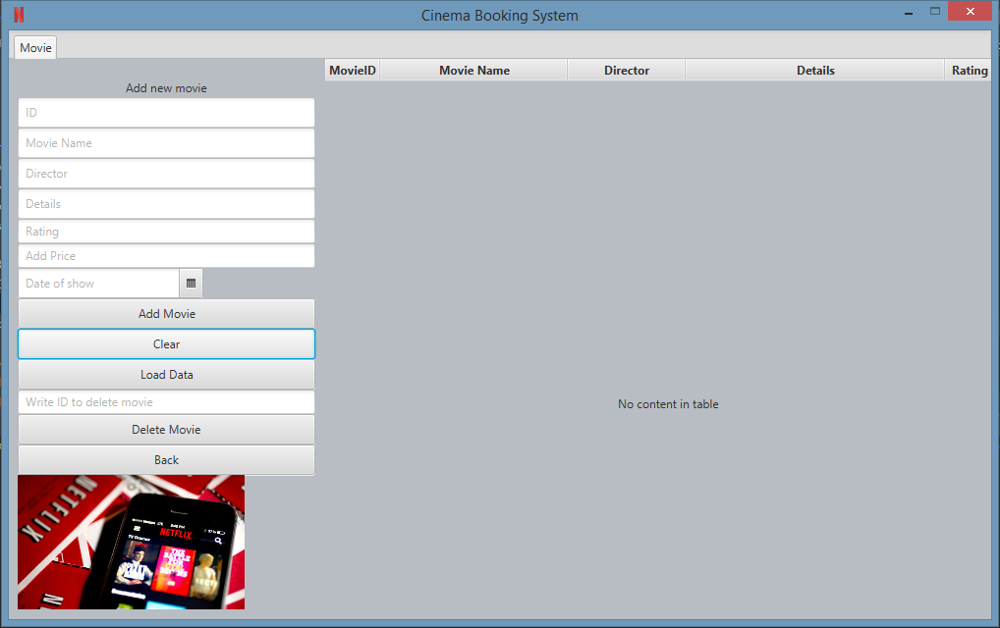 Cinema Booking System
Movie
MovieID Movie Name Director Details Rating
Add new movie
ID
Movie Name
Director
Details
Rating
Add Price
Date of show
Add Movie
Clear
Load Data
Write ID to delete movie
Delete Movie
Back
No content in table
NETFLIX
NETFLIX